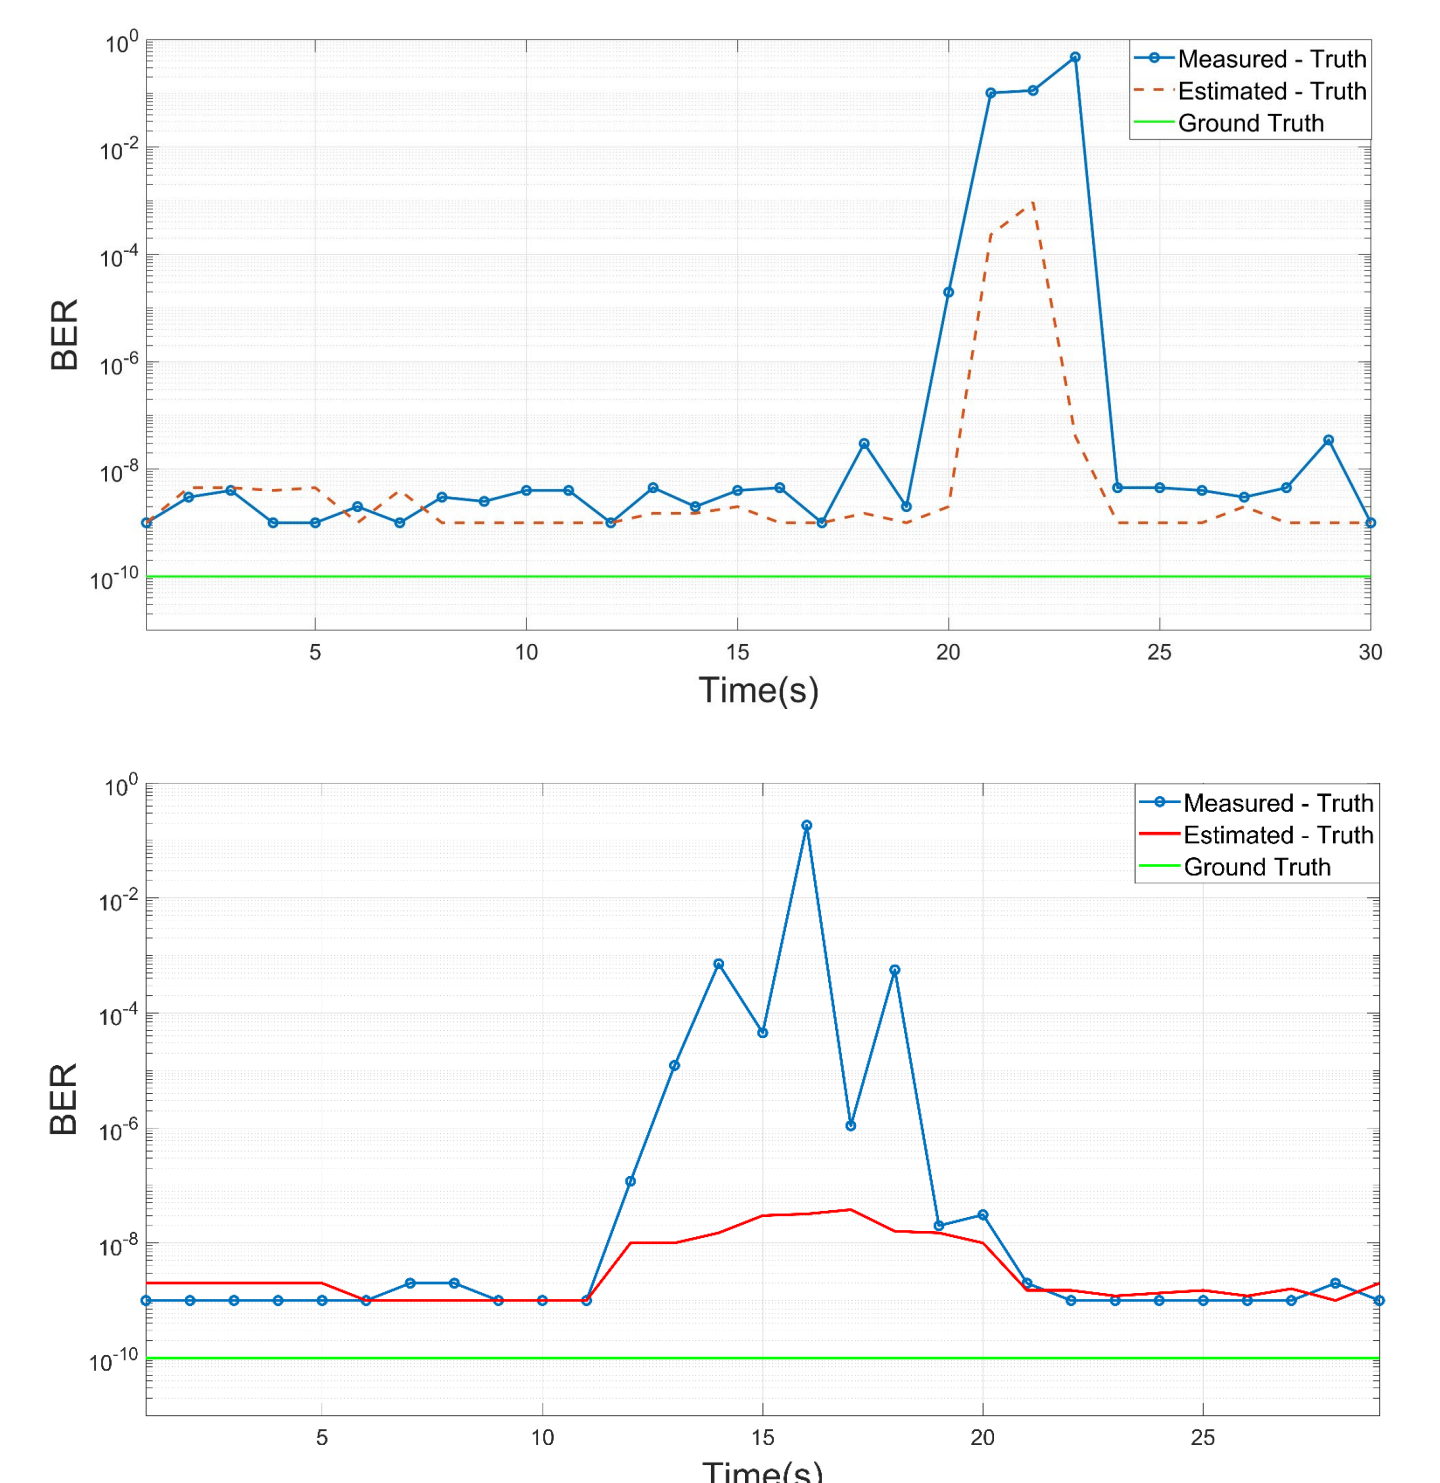 10^0
10^-2
10^-4
10^-6
10^-8
10^-10
BER
Measured - Truth
Estimated - Truth
Ground Truth
5 10 15 20 25 30
Time(s)
10^0
10^-2
10^-4
10^-6
10^-8
10^-10
BER
Measured - Truth
Estimated - Truth
Ground Truth
5 10 15 20 25
Time(s)